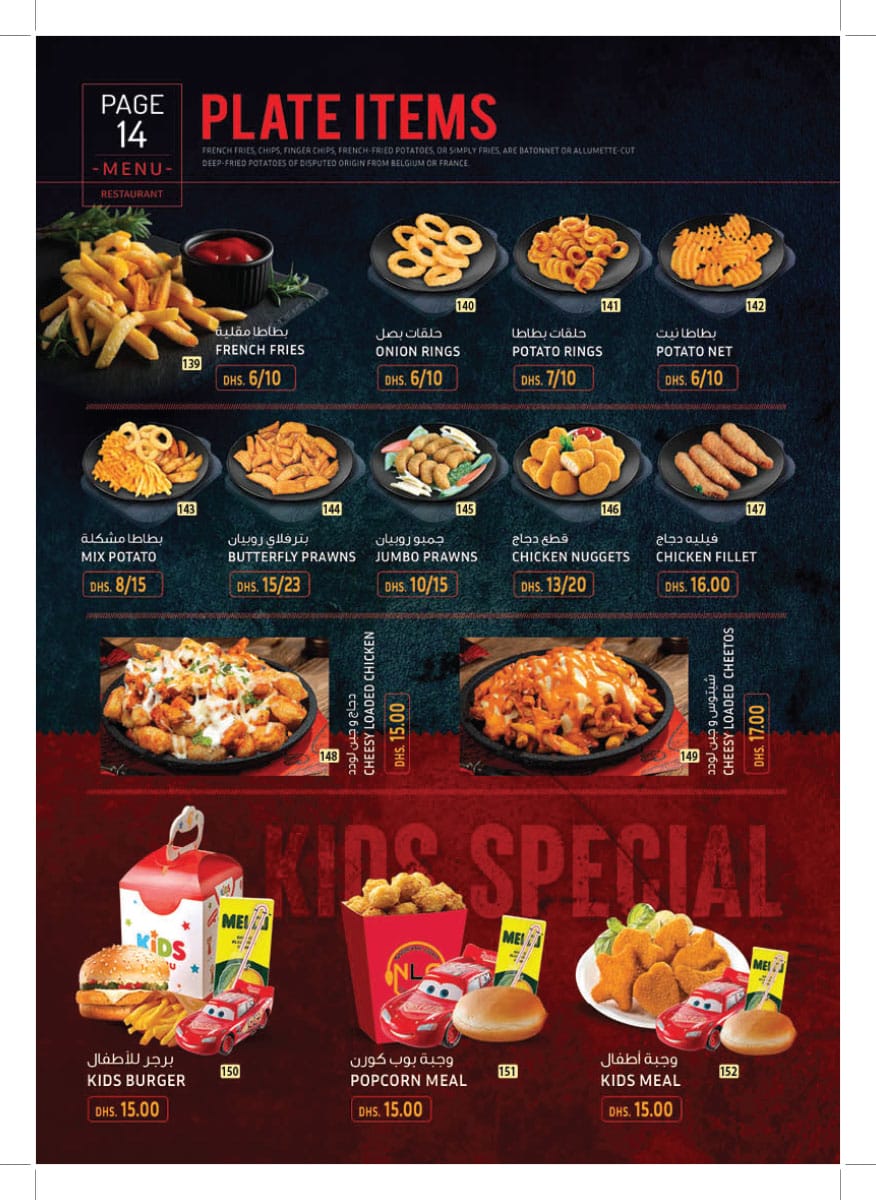 PAGE
14
-MENU-
RESTAURANT
PLATE ITEMS
FRENCH FRIES, CHIPS, FINGER CHIPS, FRENCH-FRIED POTATOES, OR SIMPLY FRIES, ARE BATONNET OR ALLUMETTE-CUT
DEEP-FRIED POTATOES OF DISPUTED ORIGIN FROM BELGIUM OR FRANCE.
139
بطاطا مقلية
FRENCH FRIES
DHS. 6/10
140
حلقات بصل
ONION RINGS
DHS. 6/10
141
حلقات بطاطا
POTATO RINGS
DHS. 7/10
142
بطاطا نيت
POTATO NET
DHS. 6/10
143
بطاطا مشكلة
MIX POTATO
DHS. 8/15
144
بترفلاي روبيان
BUTTERFLY PRAWNS
DHS. 15/23
145
جمبو روبيان
JUMBO PRAWNS
DHS. 10/15
146
قطع دجاج
CHICKEN NUGGETS
DHS. 13/20
147
فيليه دجاج
CHICKEN FILLET
DHS. 16.00
148
دجاج و جبن لودد
CHEESY LOADED CHICKEN
DHS. 15.00
149
شيتوس و جبن لودد
CHEESY LOADED CHEETOS
DHS. 17.00
KIDS SPECIAL
KiDS
NLG
150
برجر للأطفال
KIDS BURGER
DHS. 15.00
151
وجبة بوب كورن
POPCORN MEAL
DHS. 15.00
152
وجبة أطفال
KIDS MEAL
DHS. 15.00